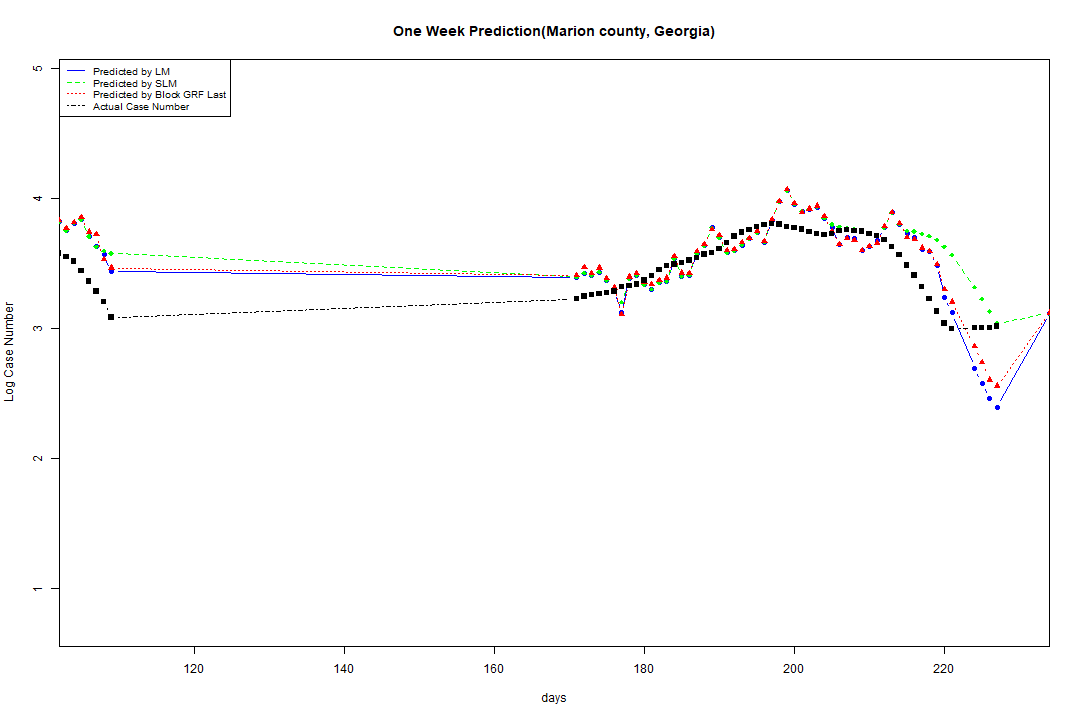 One Week Prediction(Marion county, Georgia)
Predicted by LM
Predicted by SLM
Predicted by Block GRF Last
Actual Case Number
5
4
3
2
1
Log Case Number
120 140 160 180 200 220
days